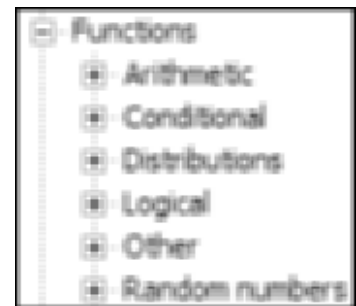 Functions
Arithmetic
Conditional
Distributions
Logical
Other
Random numbers